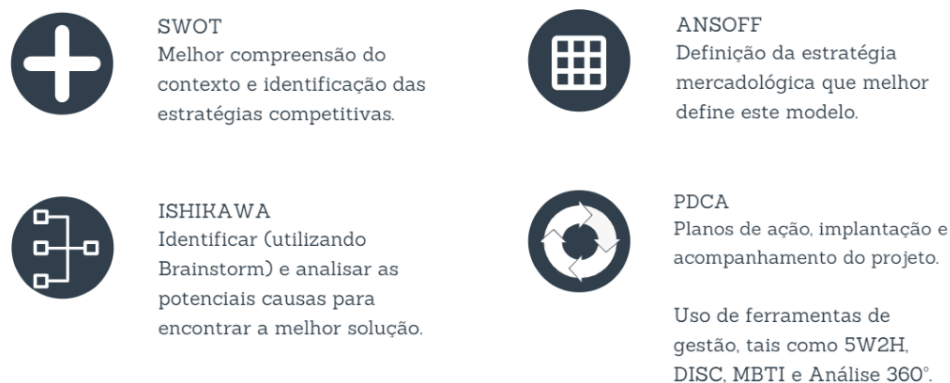 SWOT
Melhor compreensão do
contexto e identificação das
estratégias competitivas.
ANSOFF
Definição da estratégia
mercadológica que melhor
define este modelo.
ISHIKAWA
Identificar (utilizando
Brainstorm) e analisar as
potenciais causas para
encontrar a melhor solução.
PDCA
Planos de ação, implantação e
acompanhamento do projeto.
Uso de ferramentas de
gestão, tais como 5W2H,
DISC, MBTI e Análise 360°.